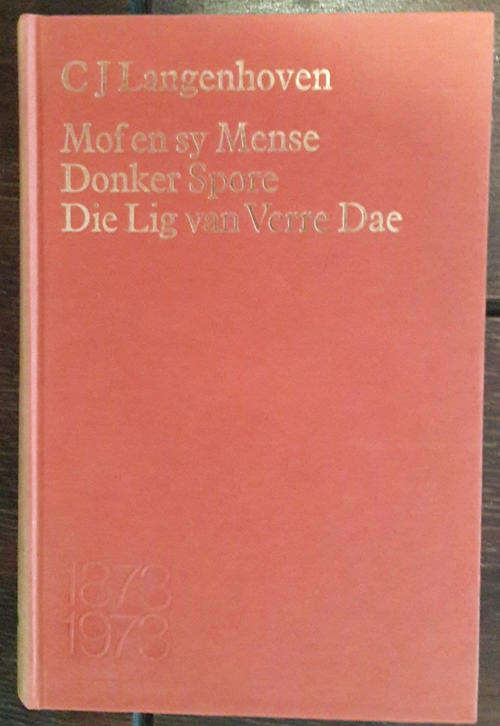 C J Langenhoven
Mof en sy Mense
Donker Spore
Die Lig van Verre Dae
1873
1973